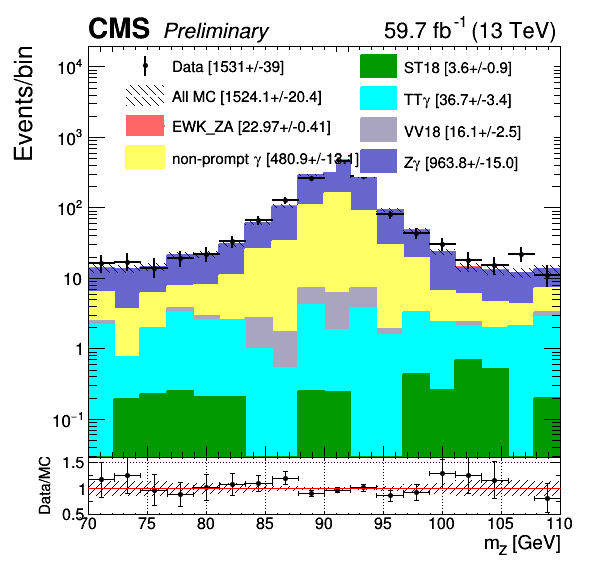 CMS Preliminary 59.7 fb⁻¹ (13 TeV)
Events/bin
Data [1531+/-39]
All MC [1524.1+/-20.4]
EWK_ZA [22.97+/-0.41]
non-prompt γ [480.9+/-13.1]
ST18 [3.6+/-0.9]
TTγ [36.7+/-3.4]
VV18 [16.1+/-2.5]
Zγ [963.8+/-15.0]
10⁴
10³
10²
10
1
10⁻¹
Data/MC
1.5
1
0.5
70 75 80 85 90 95 100 105 110
m_Z [GeV]